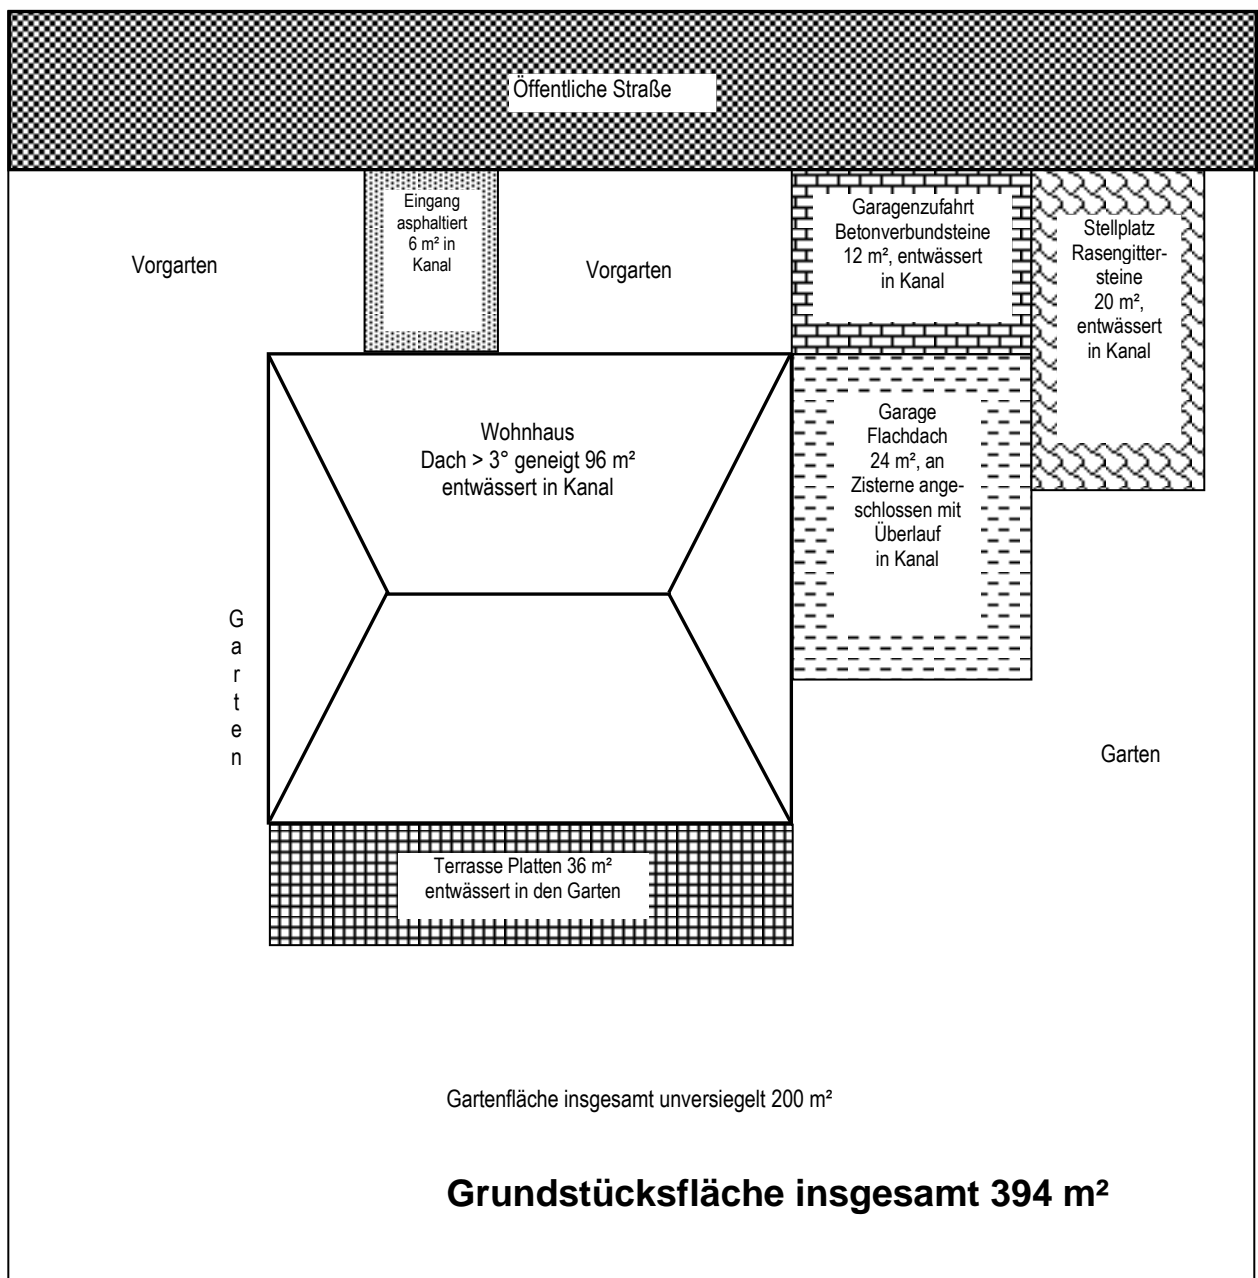 Öffentliche Straße
Vorgarten
Eingang
asphaltiert
6 m² in
Kanal
Vorgarten
Garagenzufahrt
Betonverbundsteine
12 m², entwässert
in Kanal
Stellplatz
Rasengitter-
steine
20 m²,
entwässert
in Kanal
Wohnhaus
Dach > 3° geneigt 96 m²
entwässert in Kanal
Garage
Flachdach
24 m², an
Zisterne ange-
schlossen mit
Überlauf
in Kanal
G
a
r
t
e
n
Garten
Terrasse Platten 36 m²
entwässert in den Garten
Gartenfläche insgesamt unversiegelt 200 m²
Grundstücksfläche insgesamt 394 m²